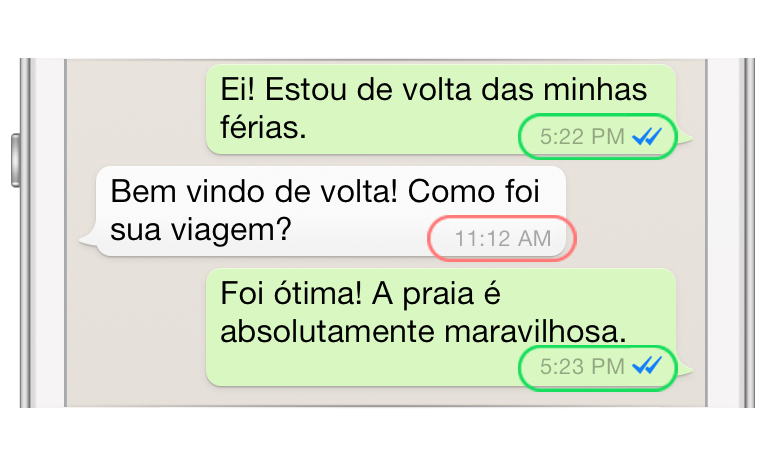 Ei! Estou de volta das minhas
férias.
5:22 PM
Bem vindo de volta! Como foi
sua viagem?
11:12 AM
Foi ótima! A praia é
absolutamente maravilhosa.
5:23 PM